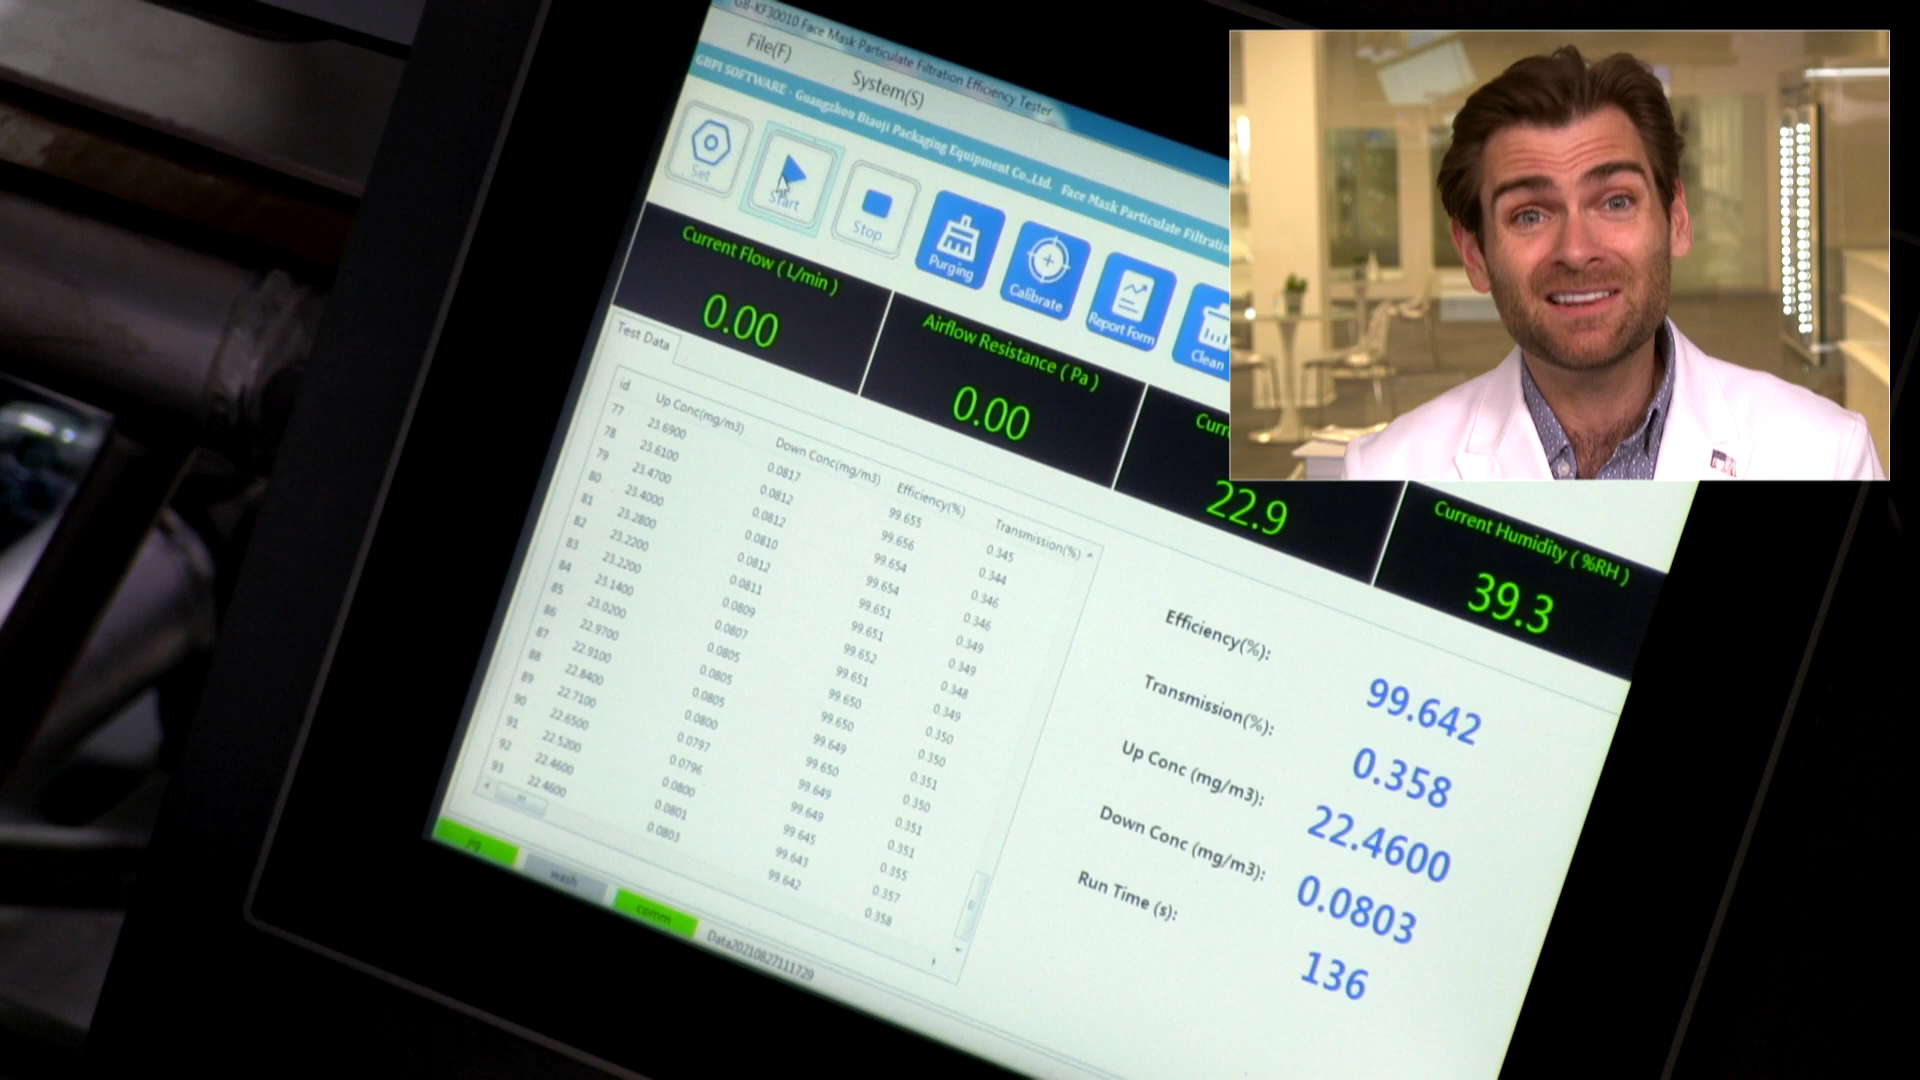 GB-KF30010 Face Mask Particulate Filtration Efficiency Tester
File(F) System(S)
GBPI SOFTWARE - Guangzhou Biaoji Packaging Equipment Co.,Ltd. Face Mask Particulate Filtratio
Set Start Stop Purging Calibrate Report Form Clean
Current Flow ( L/min )
0.00
Airflow Resistance ( Pa )
0.00
Curr
22.9
Current Humidity ( %RH )
39.3
Test Data
id Up Conc(mg/m3) Down Conc(mg/m3) Efficiency(%) Transmission(%)
77 23.6900 0.0817 99.655 0.345
78 23.6100 0.0812 99.656 0.344
79 23.4700 0.0812 99.654 0.346
80 23.4000 0.0810 99.654 0.346
81 23.2800 0.0812 99.651 0.349
82 23.2200 0.0811 99.651 0.349
83 23.2200 0.0809 99.652 0.348
84 23.1400 0.0807 99.651 0.349
85 23.0200 0.0805 99.650 0.350
86 22.9700 0.0805 99.650 0.350
87 22.9100 0.0805 99.649 0.351
88 22.8400 0.0800 99.650 0.350
89 22.7100 0.0797 99.649 0.351
90 22.6500 0.0796 99.649 0.351
91 22.5200 0.0800 99.645 0.355
92 22.4600 0.0801 99.643 0.357
93 22.4600 0.0803 99.642 0.358
Efficiency(%): 99.642
Transmission(%): 0.358
Up Conc (mg/m3): 22.4600
Down Conc (mg/m3): 0.0803
Run Time (s): 136
wash comm Data20210827111729